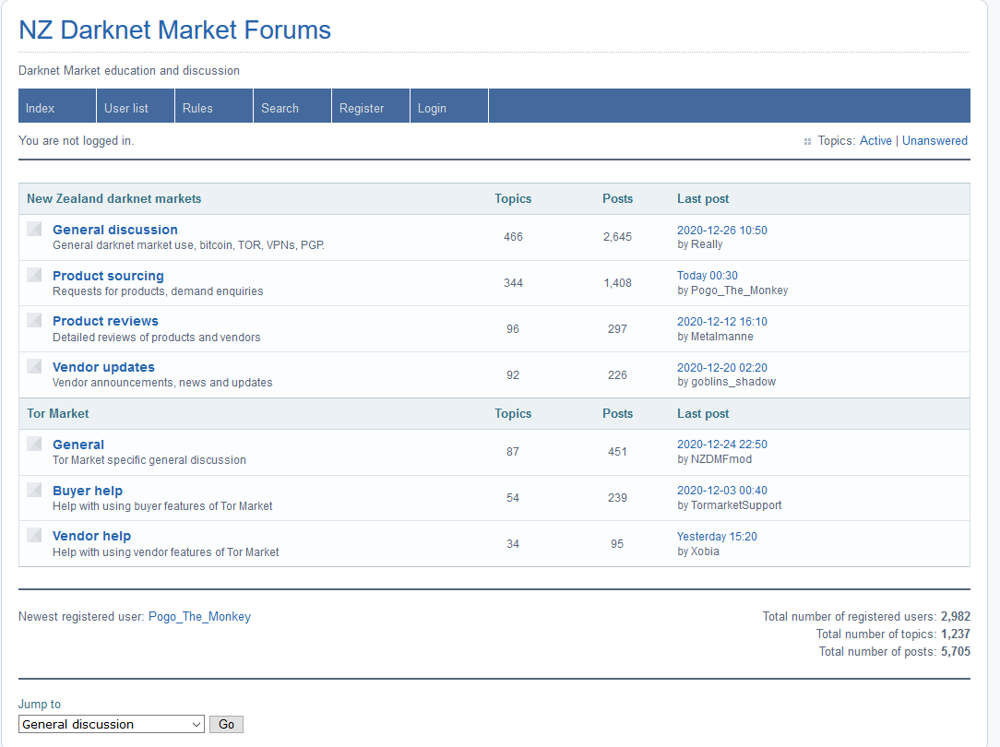 NZ Darknet Market Forums
Darknet Market education and discussion
Index User list Rules Search Register Login
You are not logged in. Topics: Active | Unanswered
New Zealand darknet markets Topics Posts Last post
General discussion 466 2,645 2020-12-26 10:50
General darknet market use, bitcoin, TOR, VPNs, PGP. by Really
Product sourcing 344 1,408 Today 00:30
Requests for products, demand enquiries by Pogo_The_Monkey
Product reviews 96 297 2020-12-12 16:10
Detailed reviews of products and vendors by Metalmanne
Vendor updates 92 226 2020-12-20 02:20
Vendor announcements, news and updates by goblins_shadow
Tor Market Topics Posts Last post
General 87 451 2020-12-24 22:50
Tor Market specific general discussion by NZDMFmod
Buyer help 54 239 2020-12-03 00:40
Help with using buyer features of Tor Market by TormarketSupport
Vendor help 34 95 Yesterday 15:20
Help with using vendor features of Tor Market by Xobia
Newest registered user: Pogo_The_Monkey Total number of registered users: 2,982
Total number of topics: 1,237
Total number of posts: 5,705
Jump to
General discussion Go